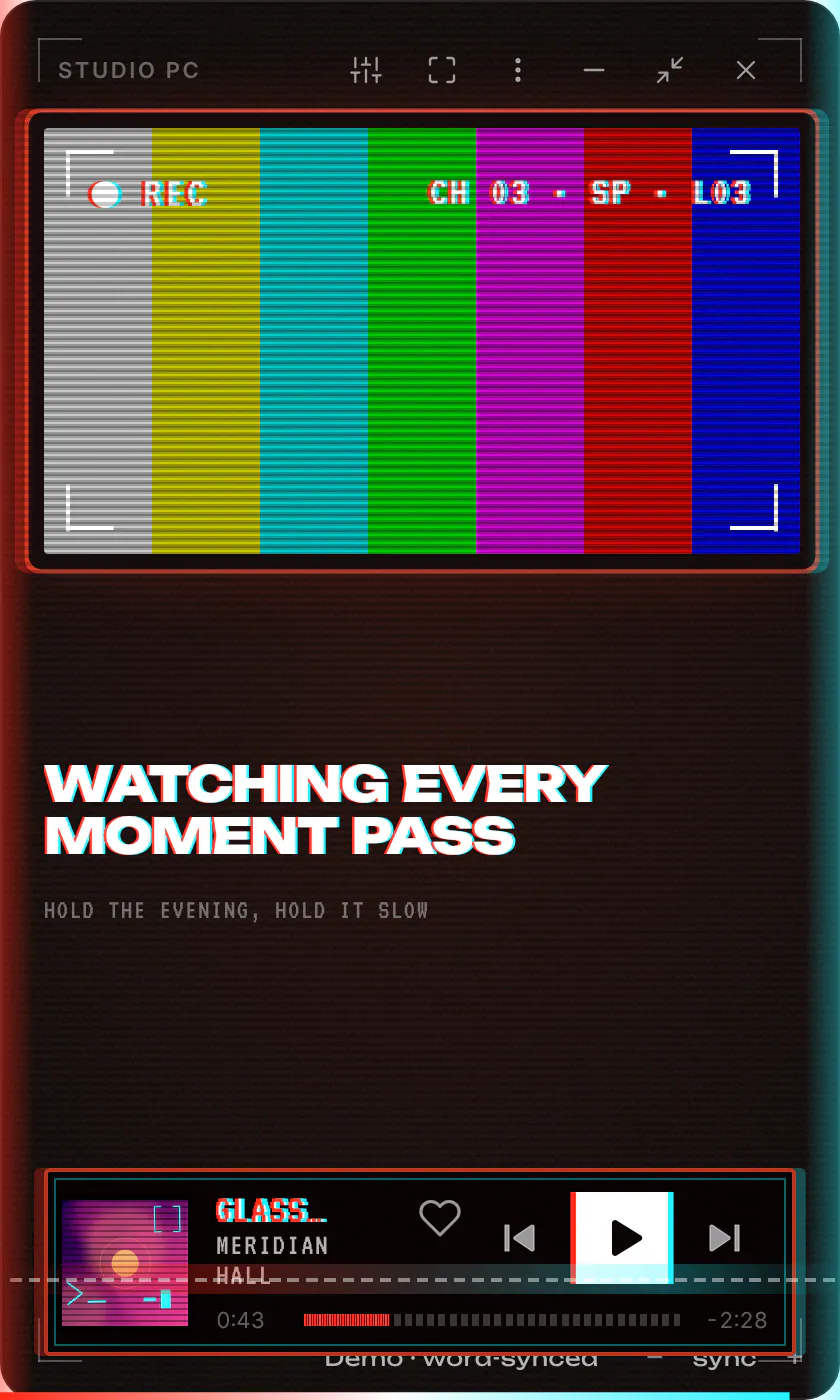 STUDIO PC
REC
CH 03 · SP · L03
WATCHING EVERY
MOMENT PASS
HOLD THE EVENING, HOLD IT SLOW
GLASS…
MERIDIAN
HALL
0:43
-2:28
Demo · word-synced − sync +